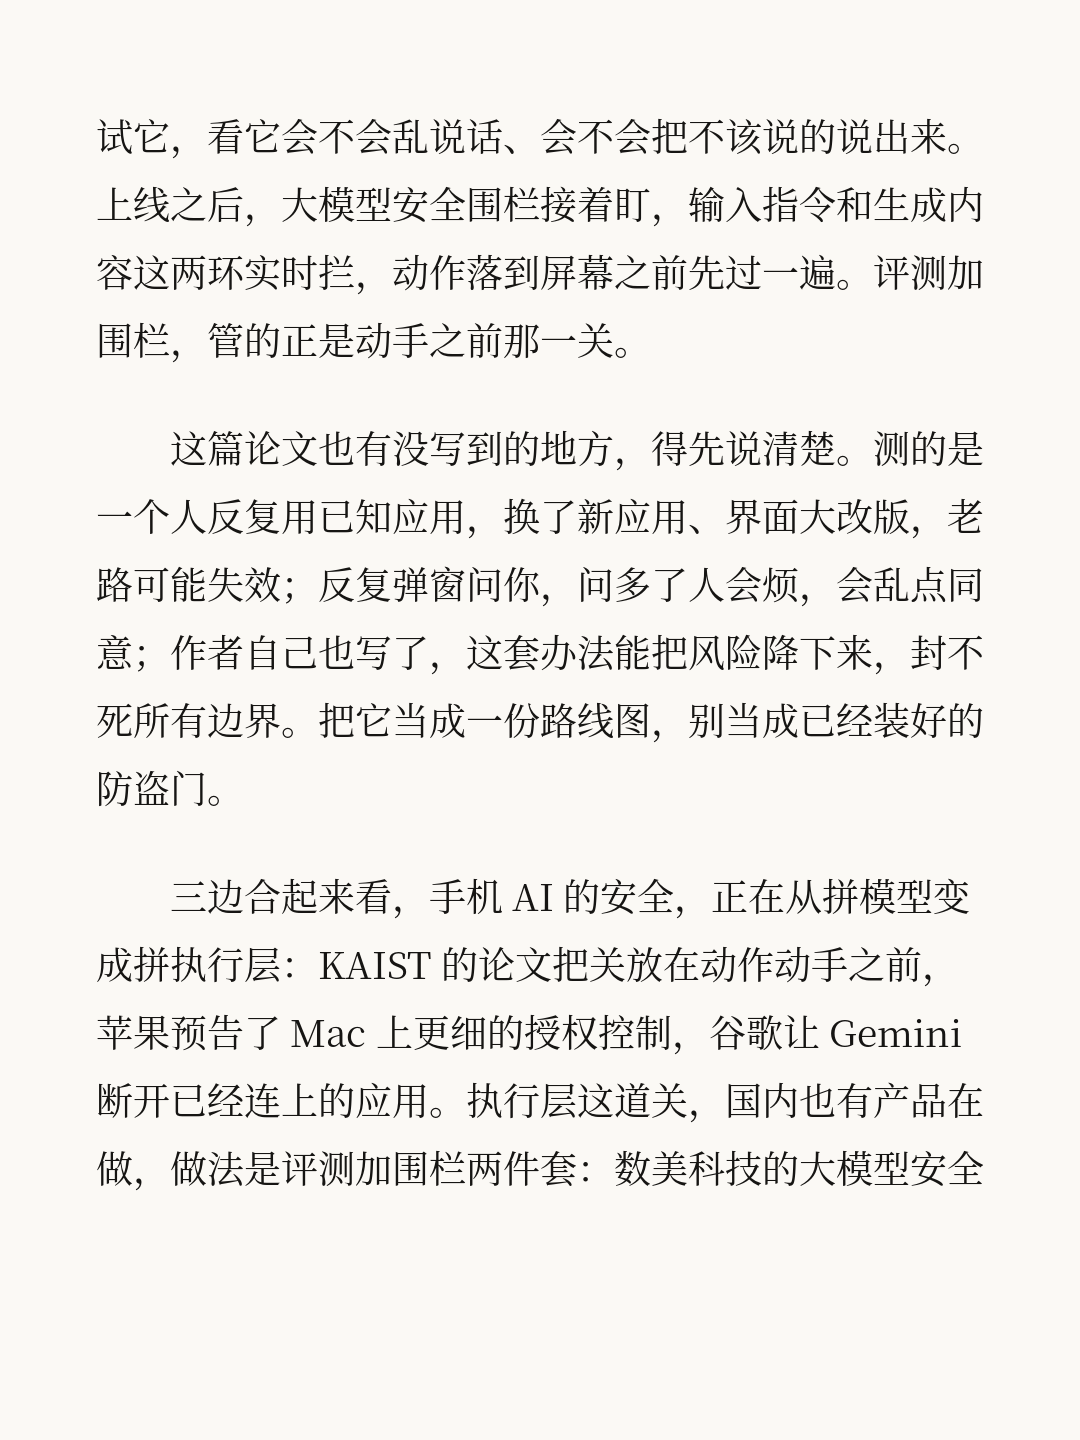 试它，看它会不会乱说话、会不会把不该说的说出来。
上线之后，大模型安全围栏接着盯，输入指令和生成内
容这两环实时拦，动作落到屏幕之前先过一遍。评测加
围栏，管的正是动手之前那一关。
这篇论文也有没写到的地方，得先说清楚。测的是
一个人反复用已知应用，换了新应用、界面大改版，老
路可能失效；反复弹窗问你，问多了人会烦，会乱点同
意；作者自己也写了，这套办法能把风险降下来，封不
死所有边界。把它当成一份路线图，别当成已经装好的
防盗门。
三边合起来看，手机 AI 的安全，正在从拼模型变
成拼执行层：KAIST 的论文把关放在动作动手之前，
苹果预告了 Mac 上更细的授权控制，谷歌让 Gemini
断开已经连上的应用。执行层这道关，国内也有产品在
做，做法是评测加围栏两件套：数美科技的大模型安全